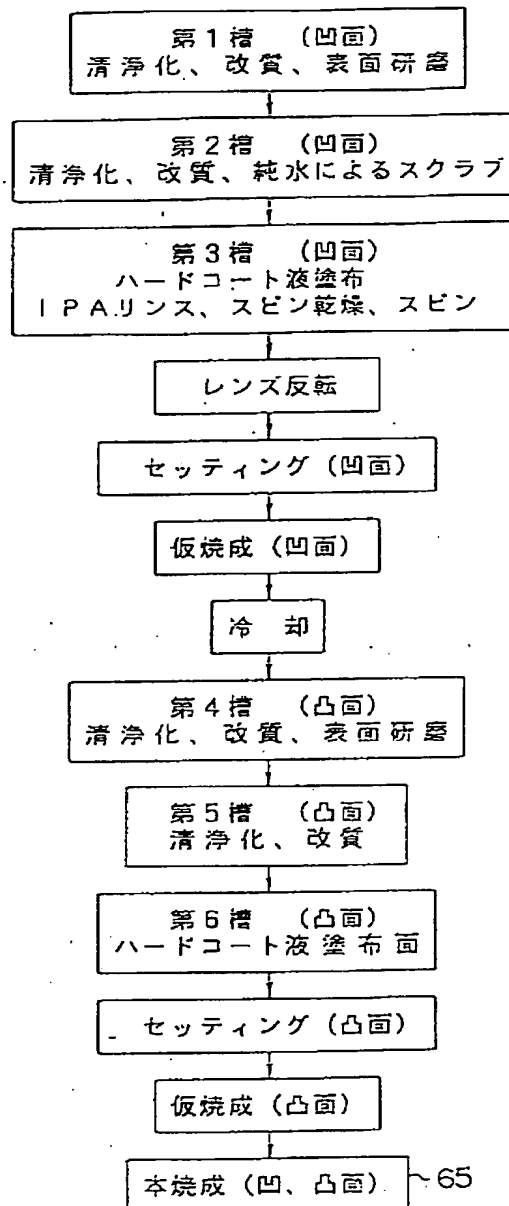 第1槽 (凹面)
清浄化、改質、表面研磨
第2槽 (凹面)
清浄化、改質、純水によるスクラブ
第3槽 (凹面)
ハードコート液塗布
IPAリンス、スピン乾燥、スピン
レンズ反転
セッティング(凹面)
仮焼成(凹面)
冷却
第4槽 (凸面)
清浄化、改質、表面研磨
第5槽 (凸面)
清浄化、改質
第6槽 (凸面)
ハードコート液塗布面
セッティング(凸面)
仮焼成(凸面)
本焼成(凹、凸面) 65